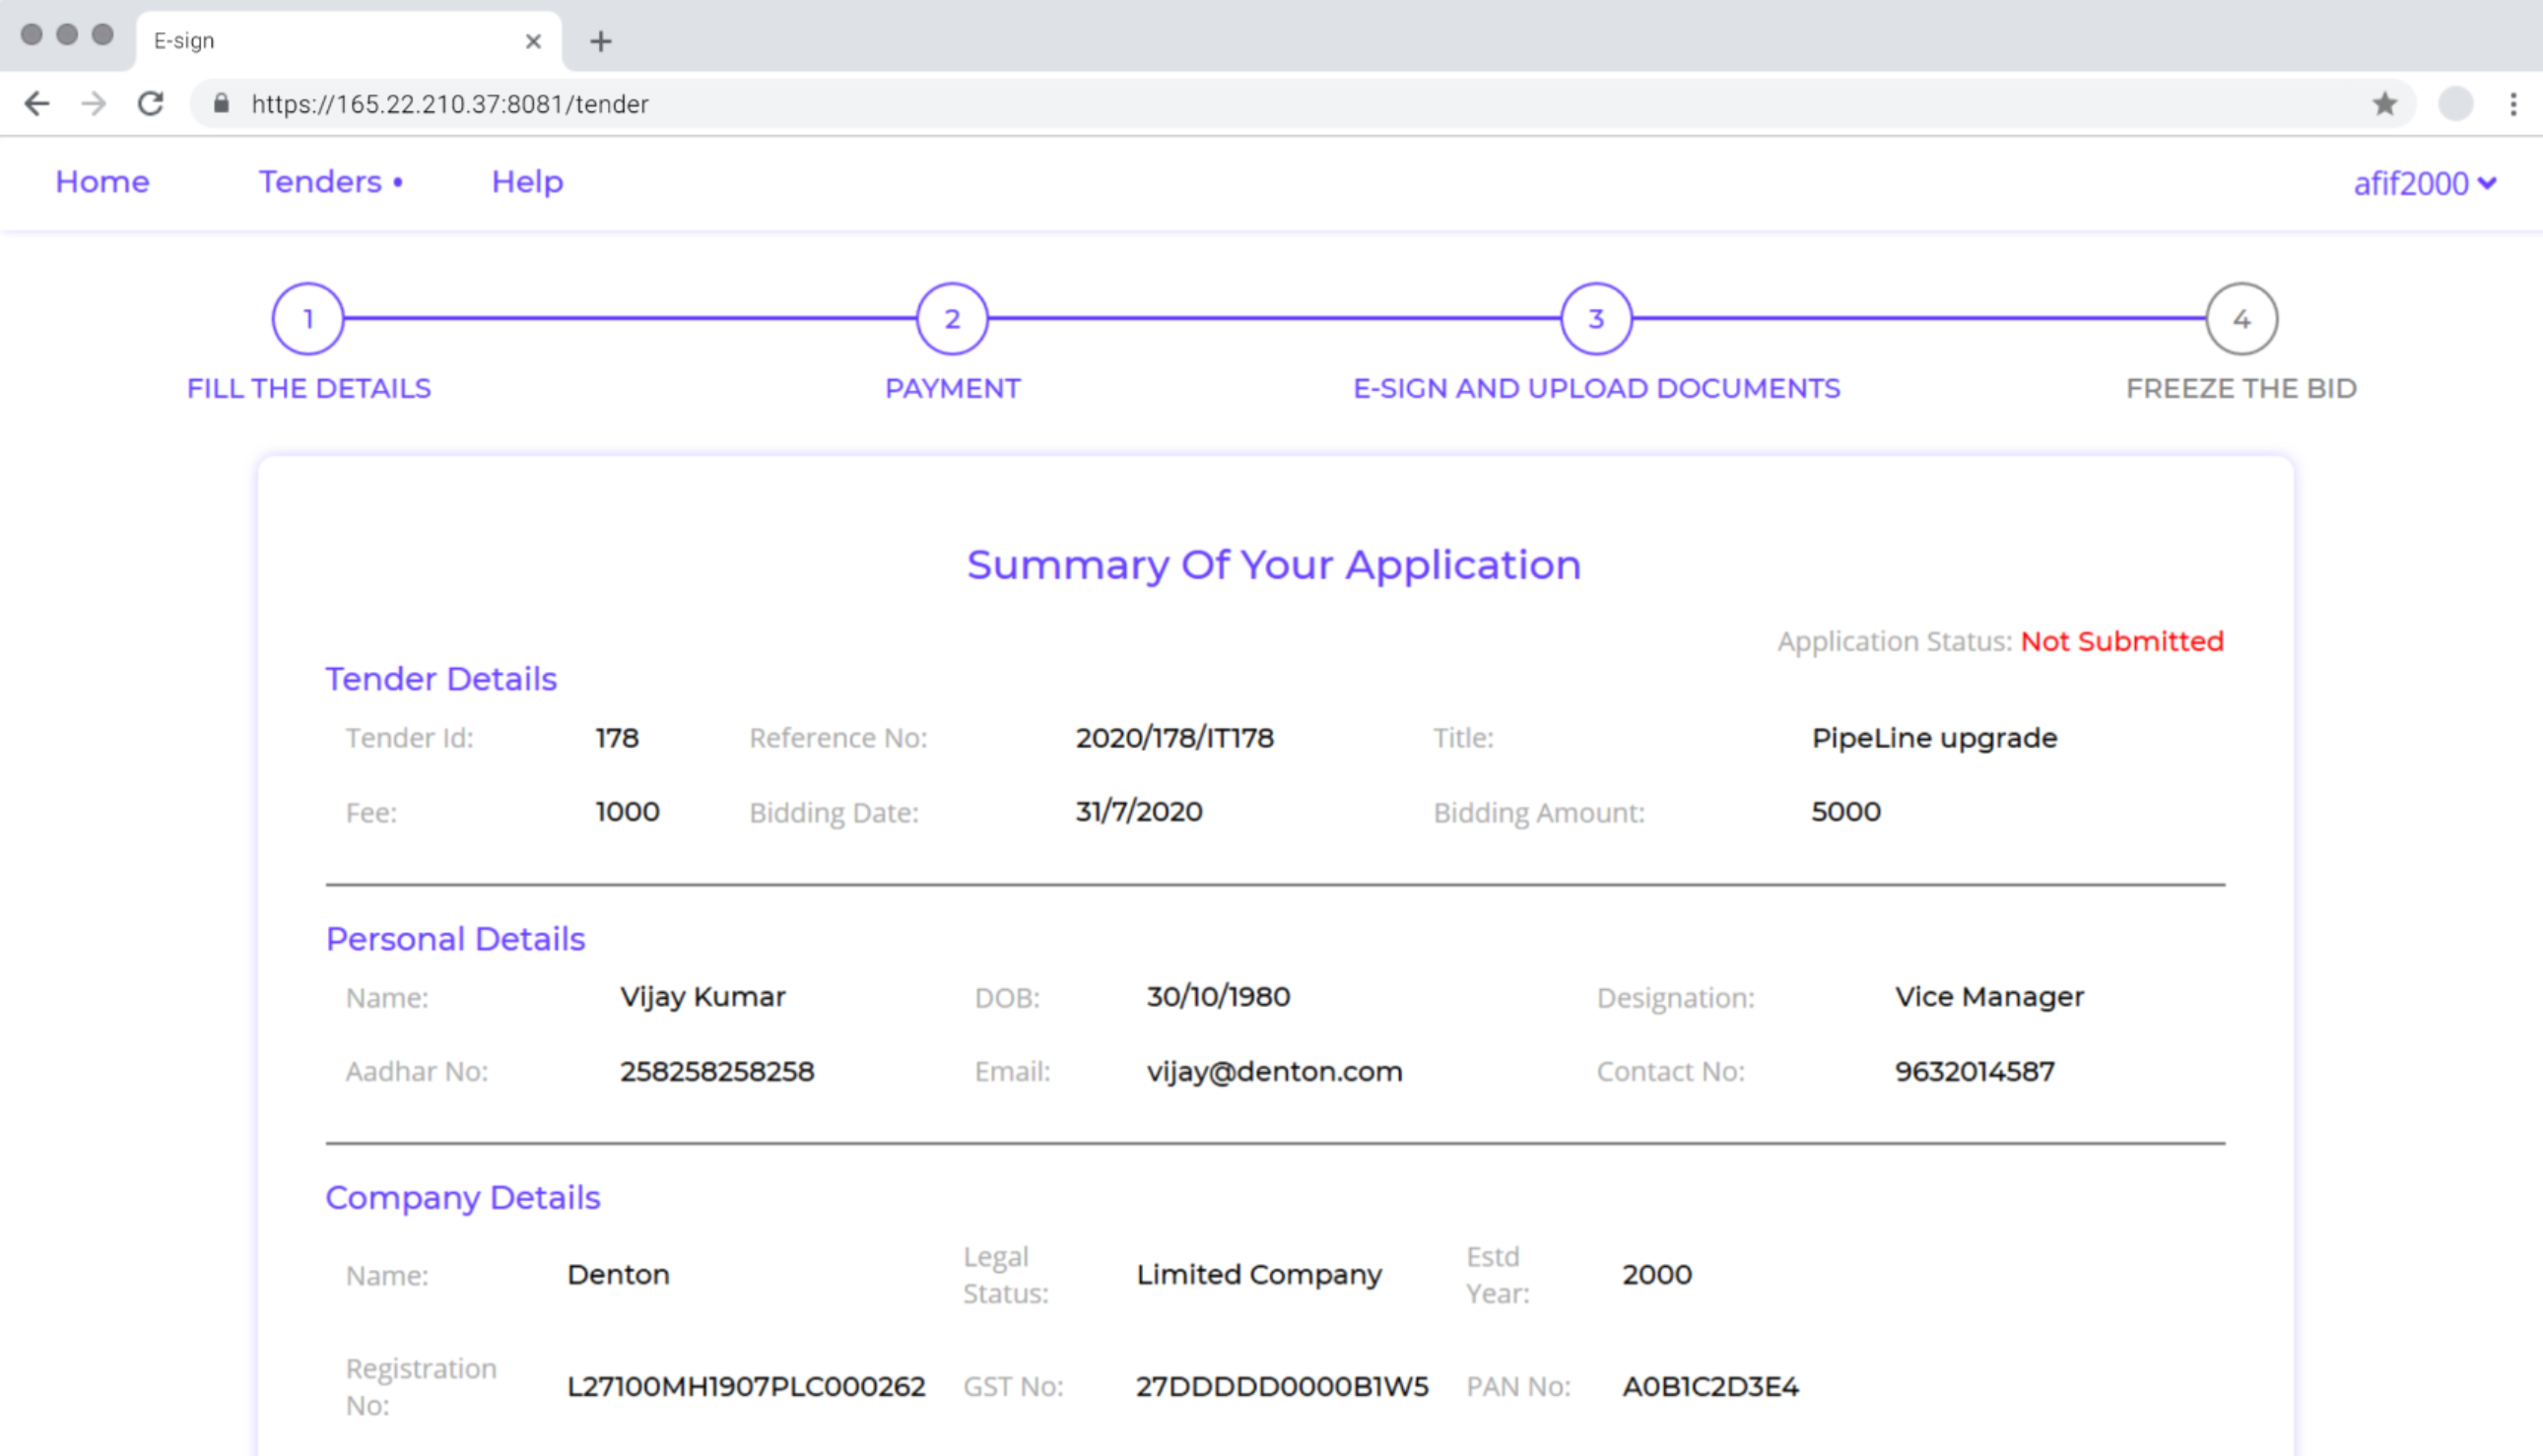 E-sign
https://165.22.210.37:8081/tender
Home Tenders • Help afif2000
1 2 3 4
FILL THE DETAILS PAYMENT E-SIGN AND UPLOAD DOCUMENTS FREEZE THE BID
Summary Of Your Application
Application Status: Not Submitted
Tender Details
Tender Id: 178 Reference No: 2020/178/IT178 Title: PipeLine upgrade
Fee: 1000 Bidding Date: 31/7/2020 Bidding Amount: 5000
Personal Details
Name: Vijay Kumar DOB: 30/10/1980 Designation: Vice Manager
Aadhar No: 258258258258 Email: vijay@denton.com Contact No: 9632014587
Company Details
Name: Denton Legal Status: Limited Company Estd Year: 2000
Registration No: L27100MH1907PLC000262 GST No: 27DDDDD0000B1W5 PAN No: A0B1C2D3E4